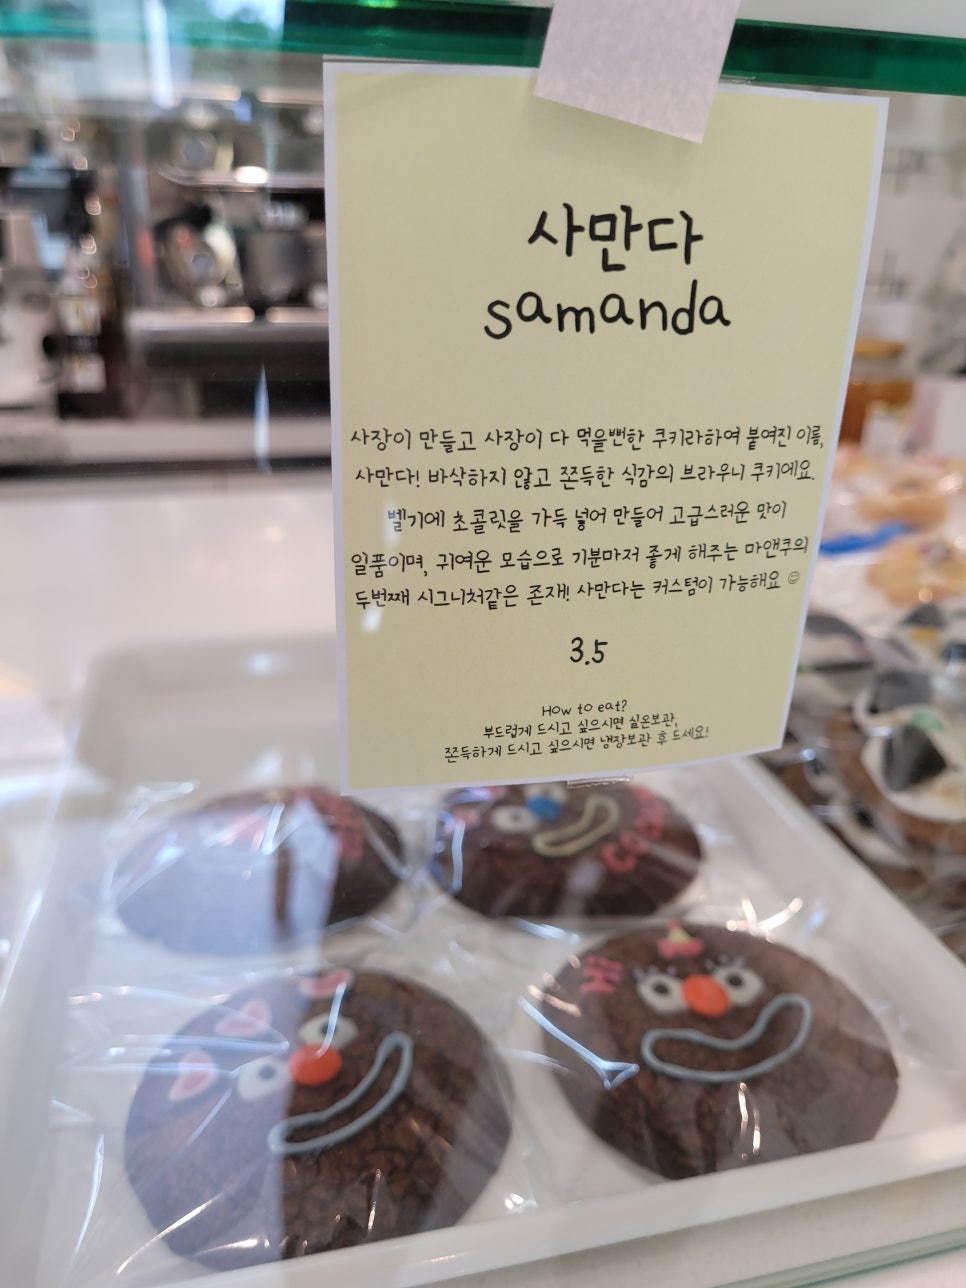 사만다
samanda
사장이 만들고 사장이 다 먹을뻔한 쿠키라하여 붙여진 이름,
사만다! 바삭하지 않고 쫀득한 식감의 브라우니 쿠키에요.
벨기에 초콜릿을 가득 넣어 만들어 고급스러운 맛이
일품이며, 귀여운 모습으로 기분마저 좋게 해주는 마앤쿠의
두번째 시그니처같은 존재! 사만다는 커스텀이 가능해요 ☺
3.5
How to eat?
부드럽게 드시고 싶으시면 실온보관,
쫀득하게 드시고 싶으시면 냉장보관 후 드세요!
Hi